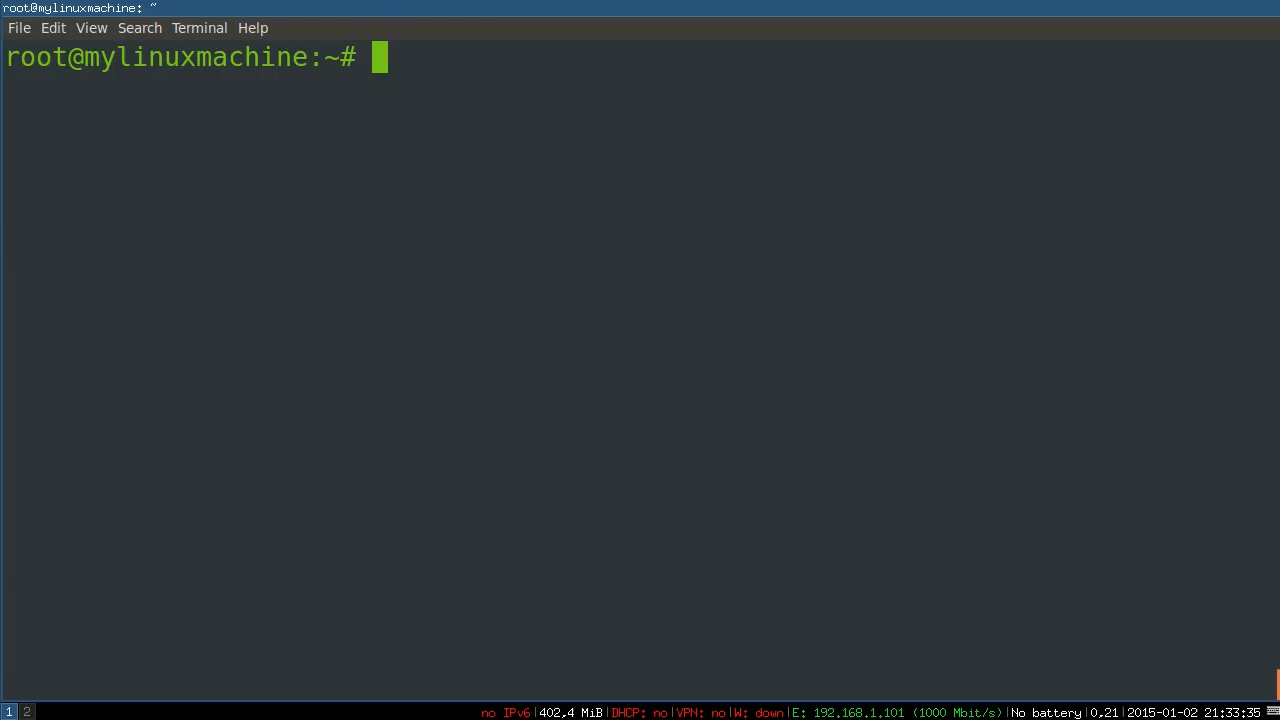 root@mylinuxmachine: ~
File Edit View Search Terminal Help
root@mylinuxmachine:~#
1 2 no IPv6|402,4 MiB|DHCP: no|VPN: no|W: down|E: 192.168.1.101 (1000 Mbit/s)|No battery|0.21|2015-01-02 21:33:35